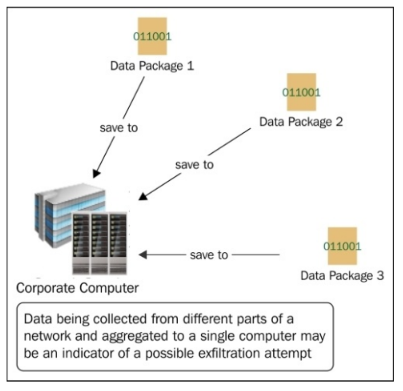 011001
Data Package 1
save to
011001
Data Package 2
save to
011001
Data Package 3
save to
Corporate Computer
Data being collected from different parts of a
network and aggregated to a single computer may
be an indicator of a possible exfiltration attempt